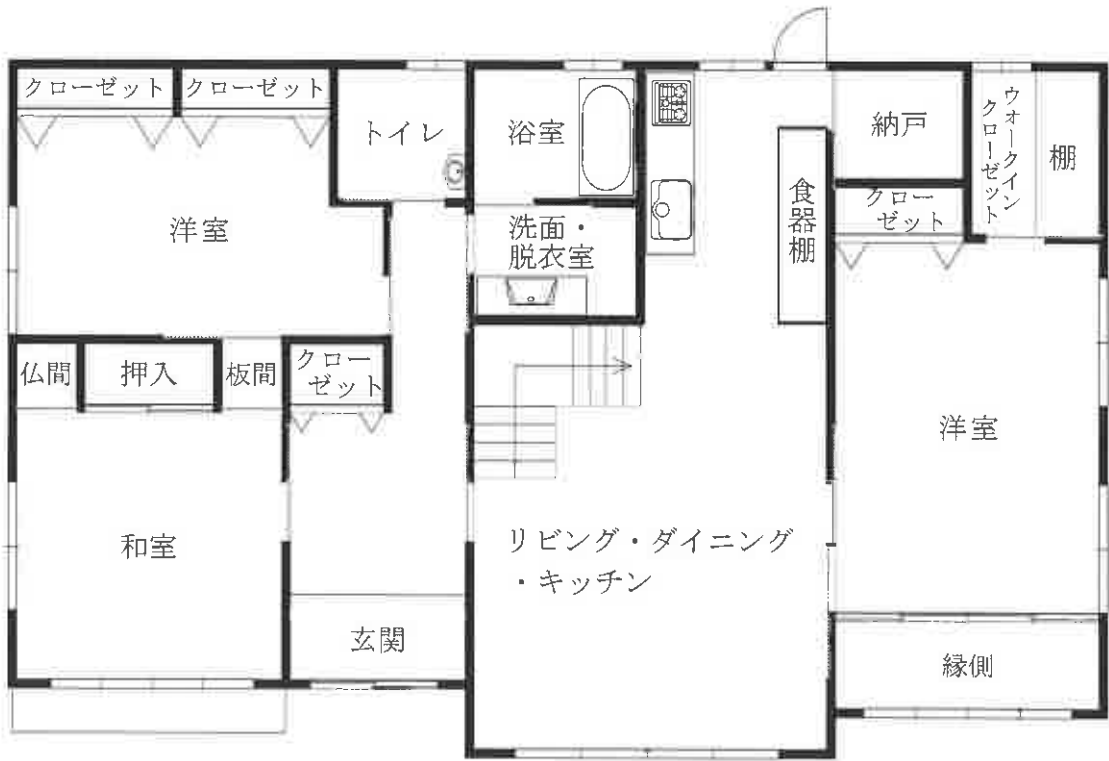 クローゼット
クローゼット
トイレ
浴室
納戸
ウォークイン
クローゼット
棚
洋室
洗面・
脱衣室
食器棚
クロー
ゼット
仏間
押入
板間
クロー
ゼット
洋室
和室
リビング・ダイニング
・キッチン
玄関
縁側